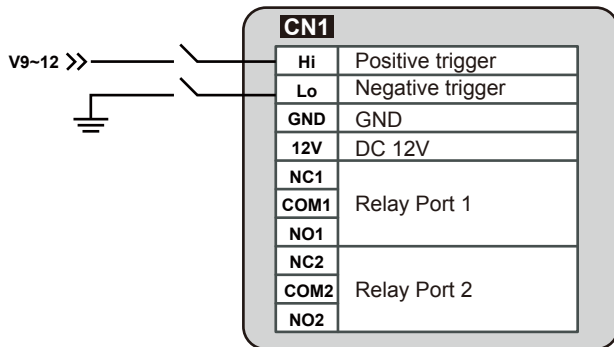 CN1
V9~12 Hi Positive trigger
Lo Negative trigger
GND GND
12V DC 12V
NC1
COM1 Relay Port 1
NO1
NC2
COM2 Relay Port 2
NO2